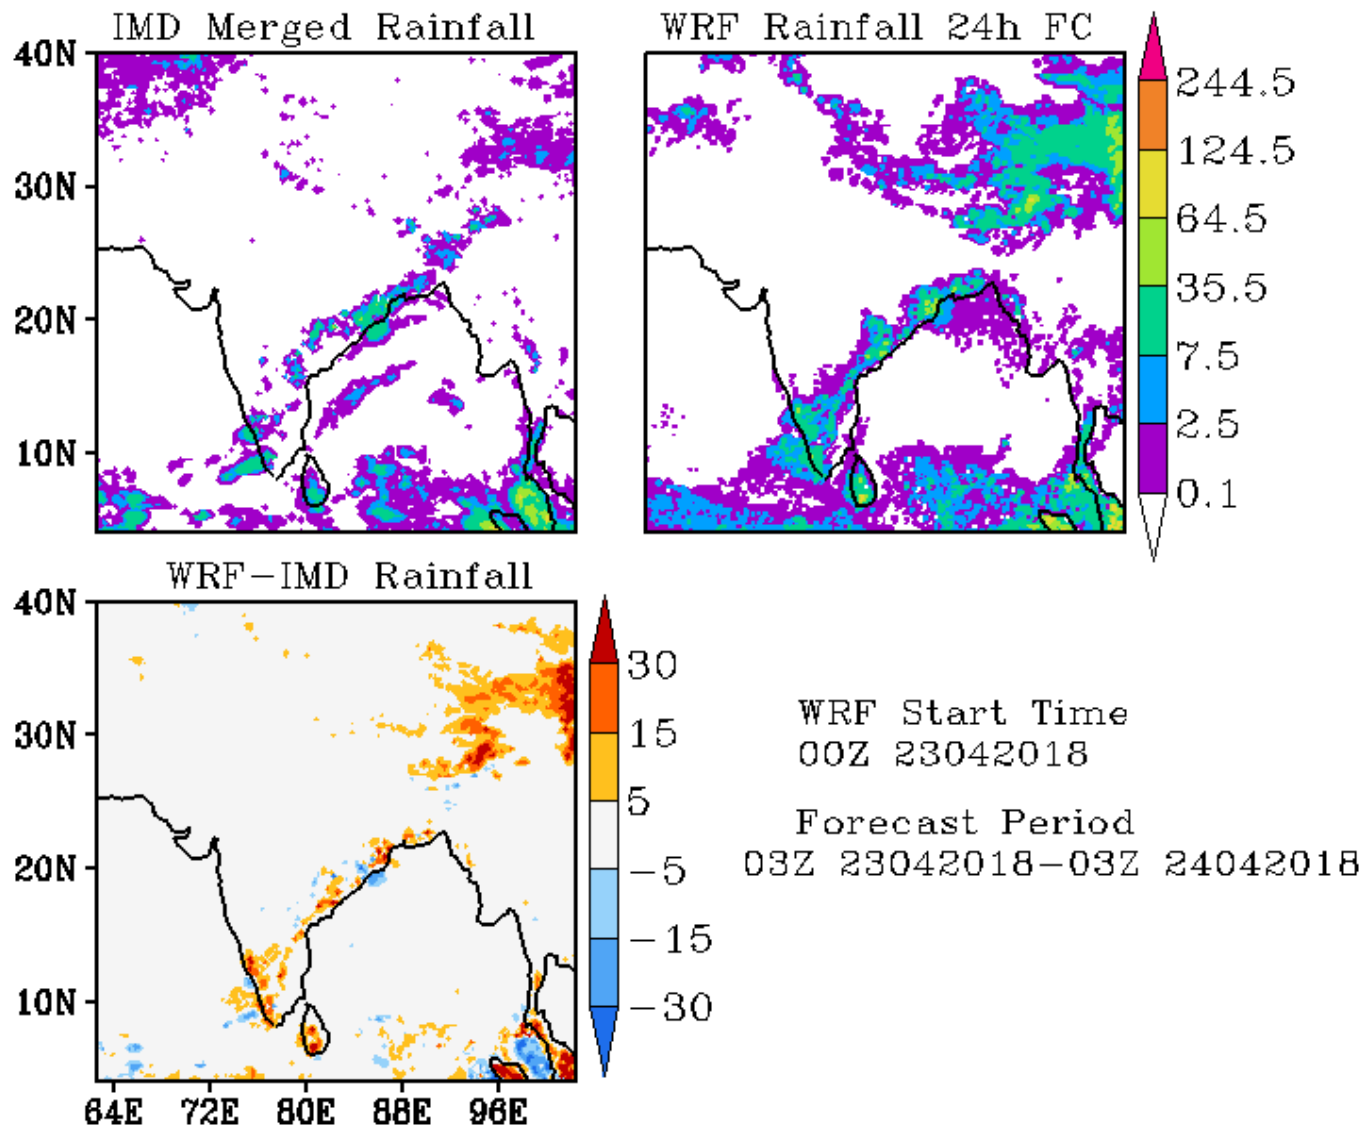 IMD Merged Rainfall
WRF Rainfall 24h FC
40N
30N
20N
10N
244.5
124.5
64.5
35.5
7.5
2.5
0.1
WRF-IMD Rainfall
40N
30N
20N
10N
64E 72E 80E 88E 96E
30
15
5
-5
-15
-30
WRF Start Time
00Z 23042018
Forecast Period
03Z 23042018-03Z 24042018